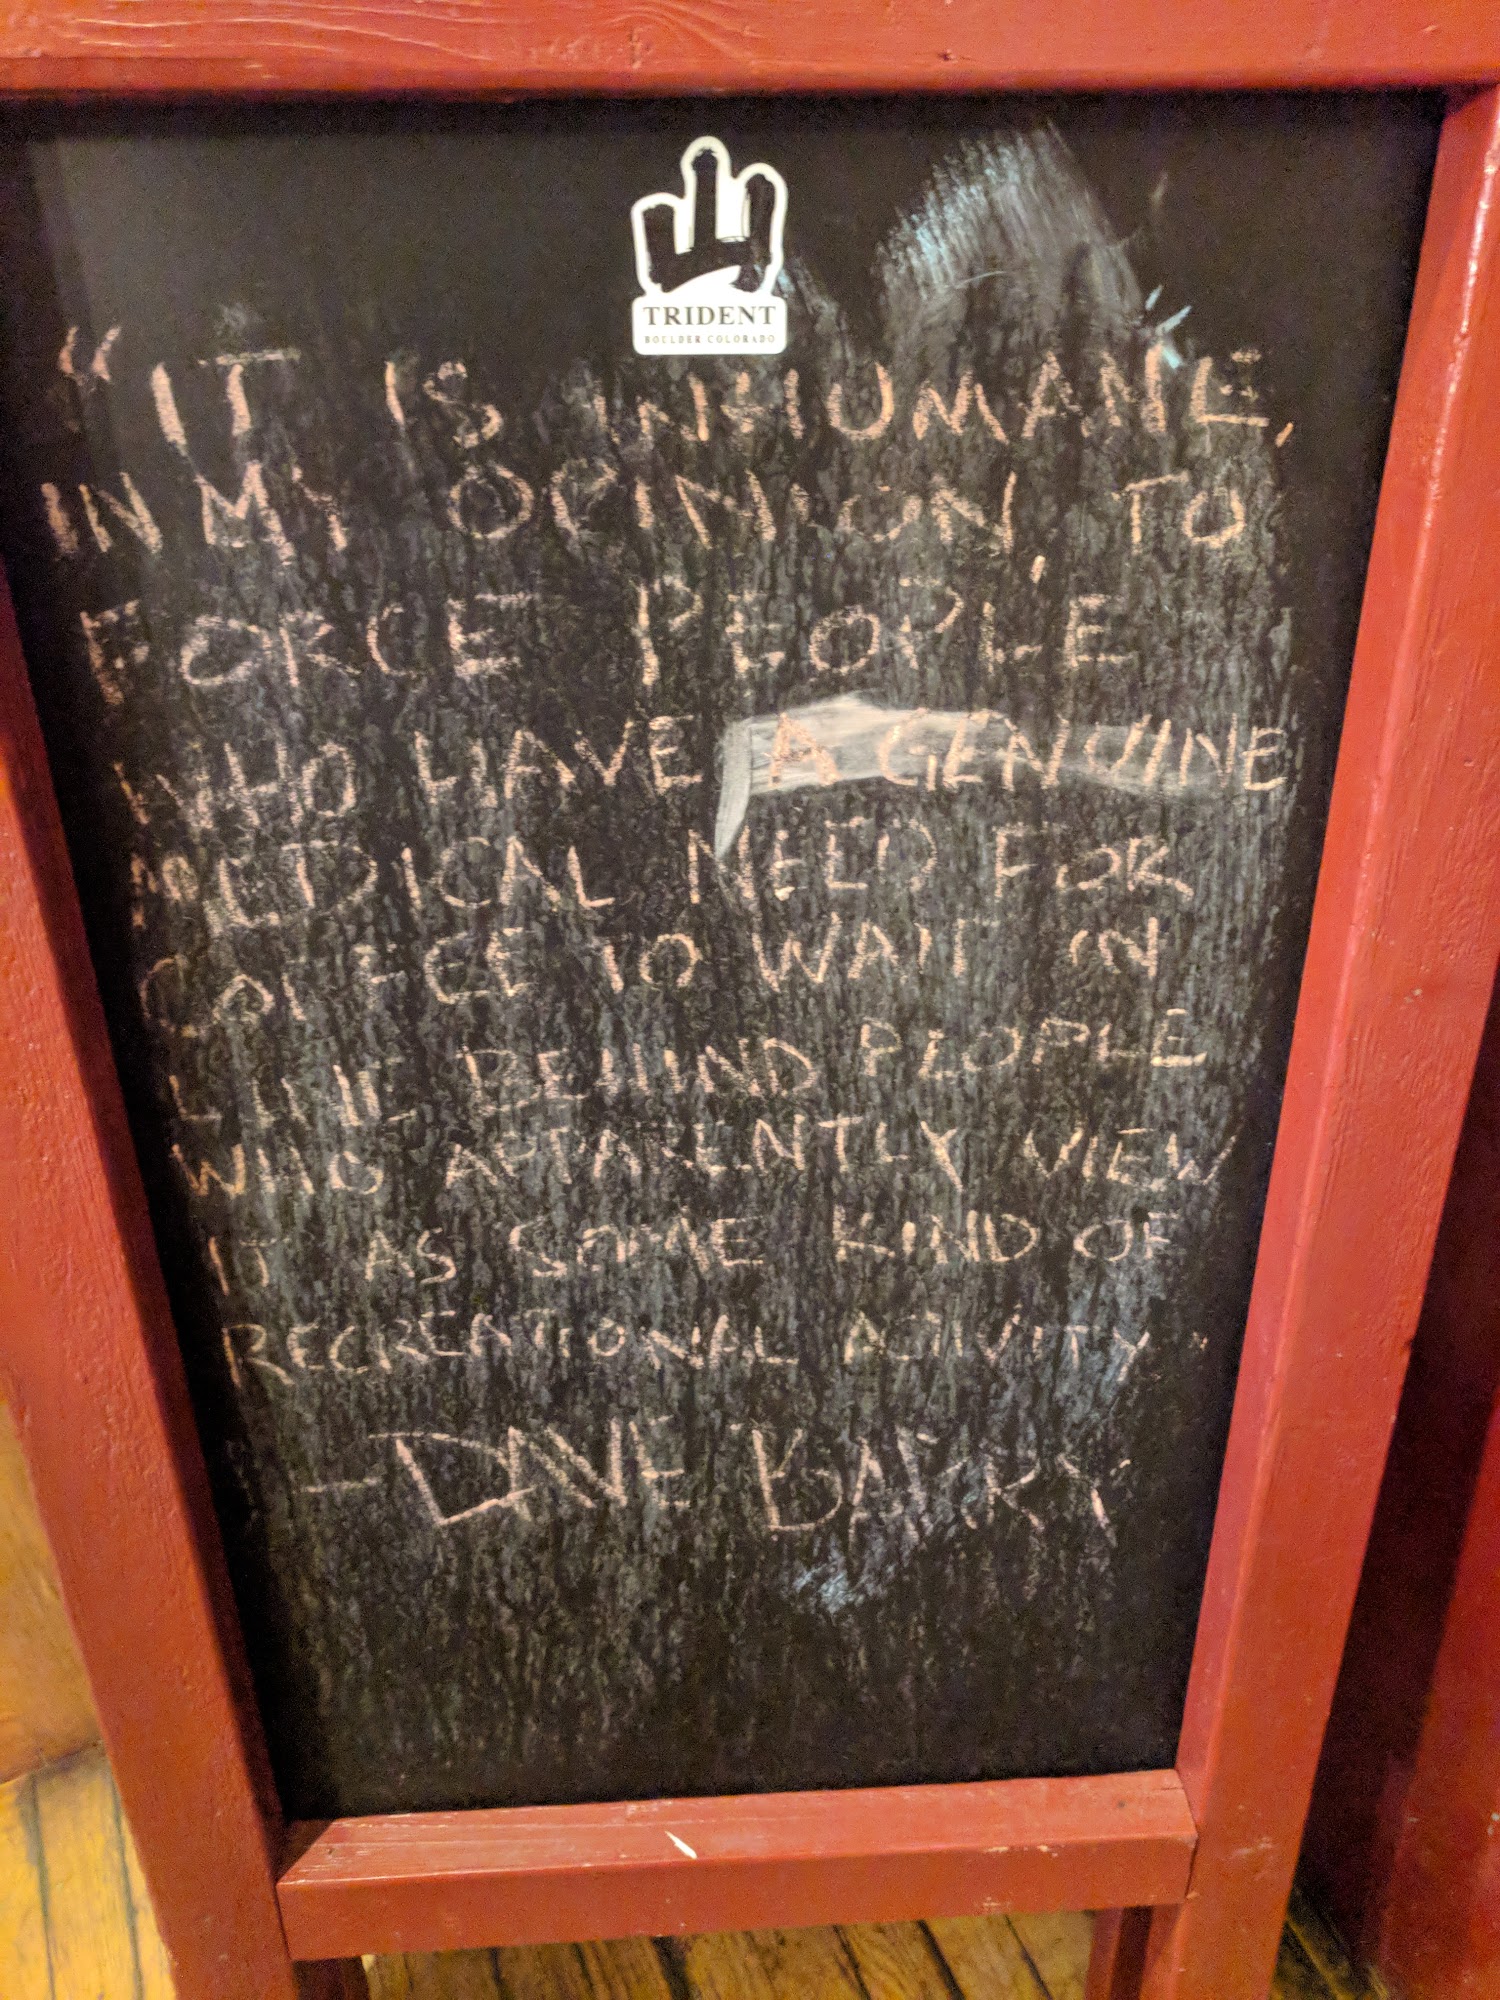 TRIDENT
BOULDER COLORADO
"IT IS INHUMANE,
IN MY OPINION, TO
FORCE PEOPLE
WHO HAVE A GENUINE
MEDICAL NEED FOR
COFFEE TO WAIT IN
LINE BEHIND PEOPLE
WHO APPARENTLY VIEW
IT AS SOME KIND OF
RECREATIONAL ACTIVITY"
-DAVE BARRY